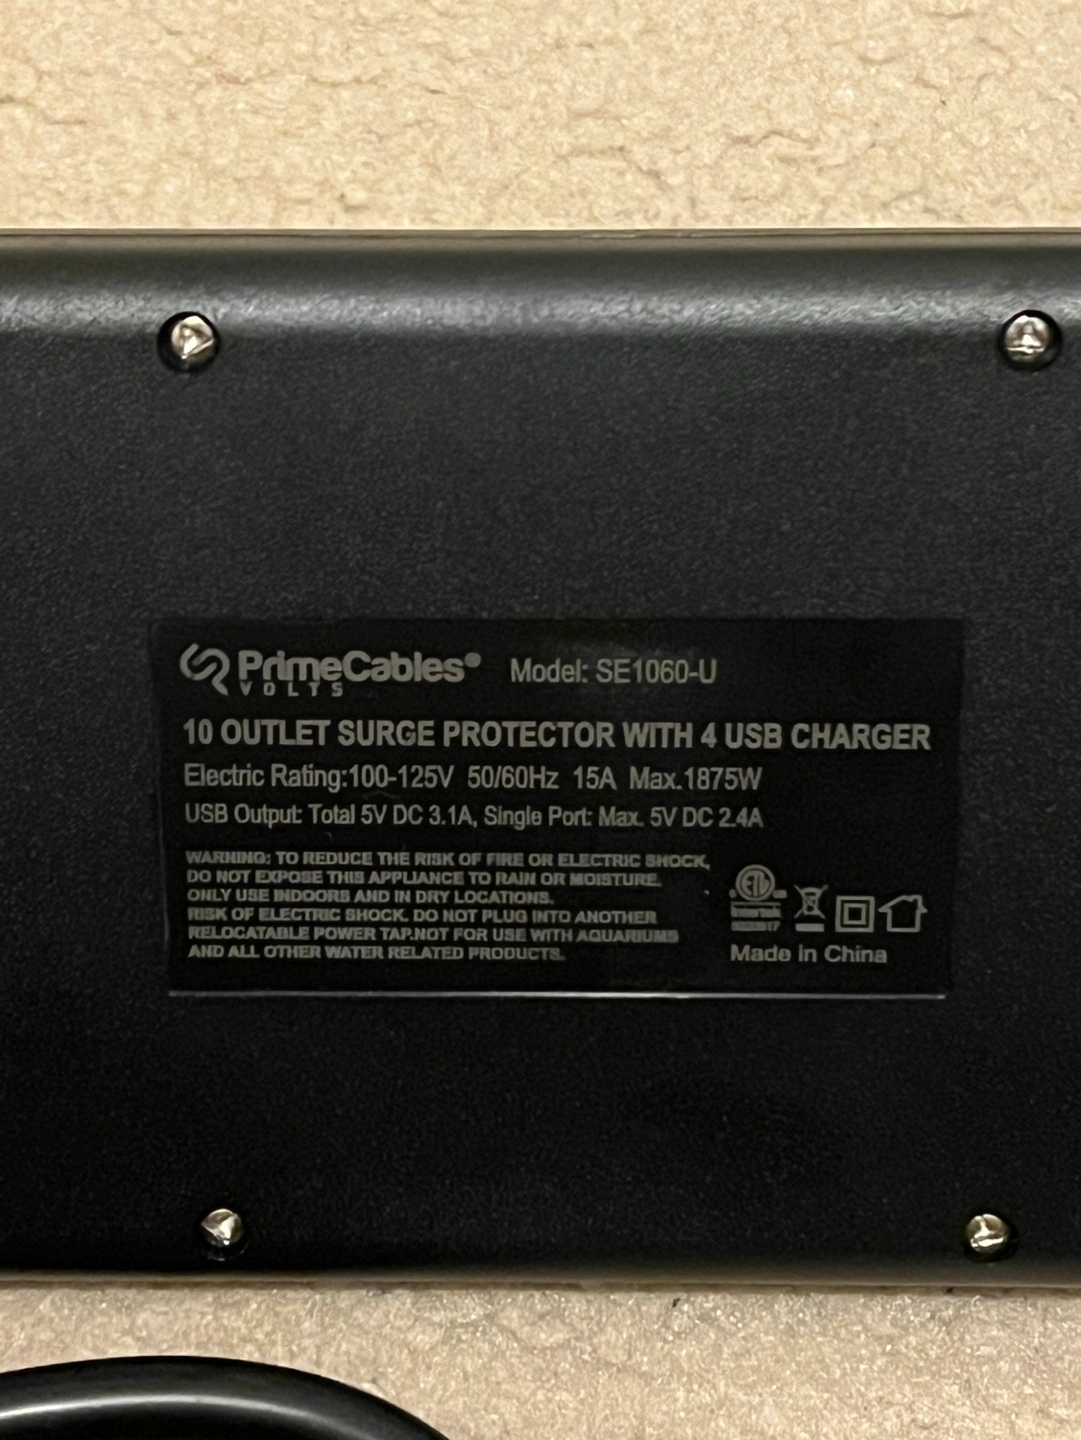 PrimeCables® Model: SE1060-U
VOLTS
10 OUTLET SURGE PROTECTOR WITH 4 USB CHARGER
Electric Rating:100-125V 50/60Hz 15A Max.1875W
USB Output: Total 5V DC 3.1A, Single Port: Max. 5V DC 2.4A
WARNING: TO REDUCE THE RISK OF FIRE OR ELECTRIC SHOCK,
DO NOT EXPOSE THIS APPLIANCE TO RAIN OR MOISTURE.
ONLY USE INDOORS AND IN DRY LOCATIONS.
RISK OF ELECTRIC SHOCK. DO NOT PLUG INTO ANOTHER
RELOCATABLE POWER TAP.NOT FOR USE WITH AQUARIUMS
AND ALL OTHER WATER RELATED PRODUCTS.
ETL
Intertek
Made in China